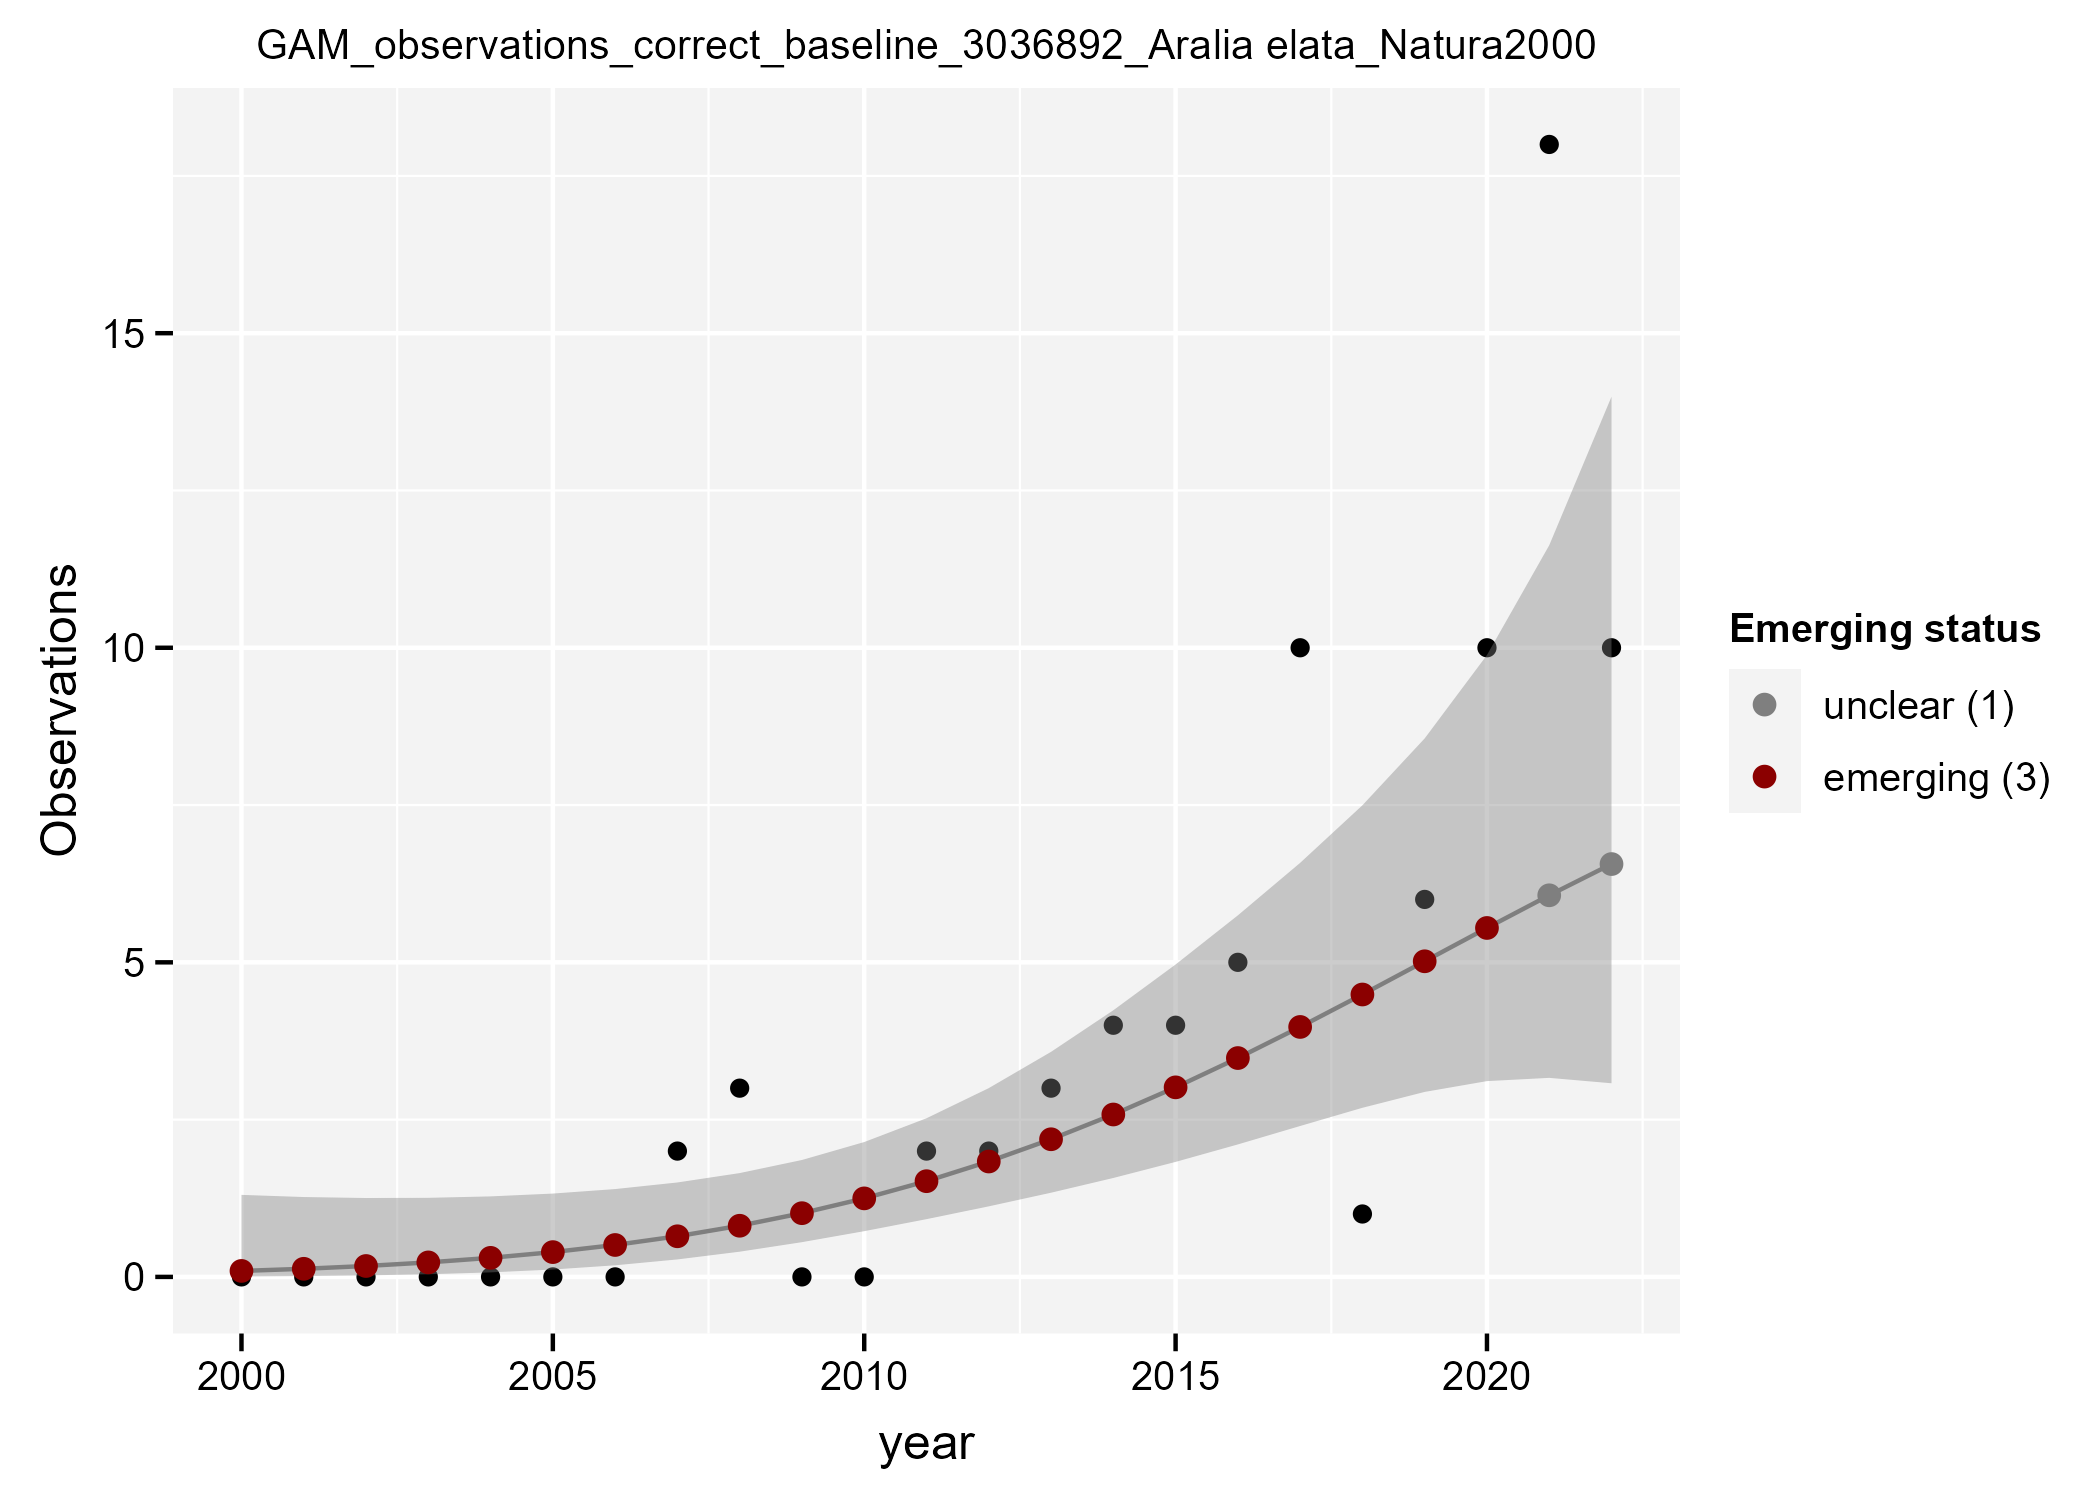 GAM_observations_correct_baseline_3036892_Aralia elata_Natura2000
Observations
15
10
5
0
2000 2005 2010 2015 2020
year
Emerging status
unclear (1)
emerging (3)